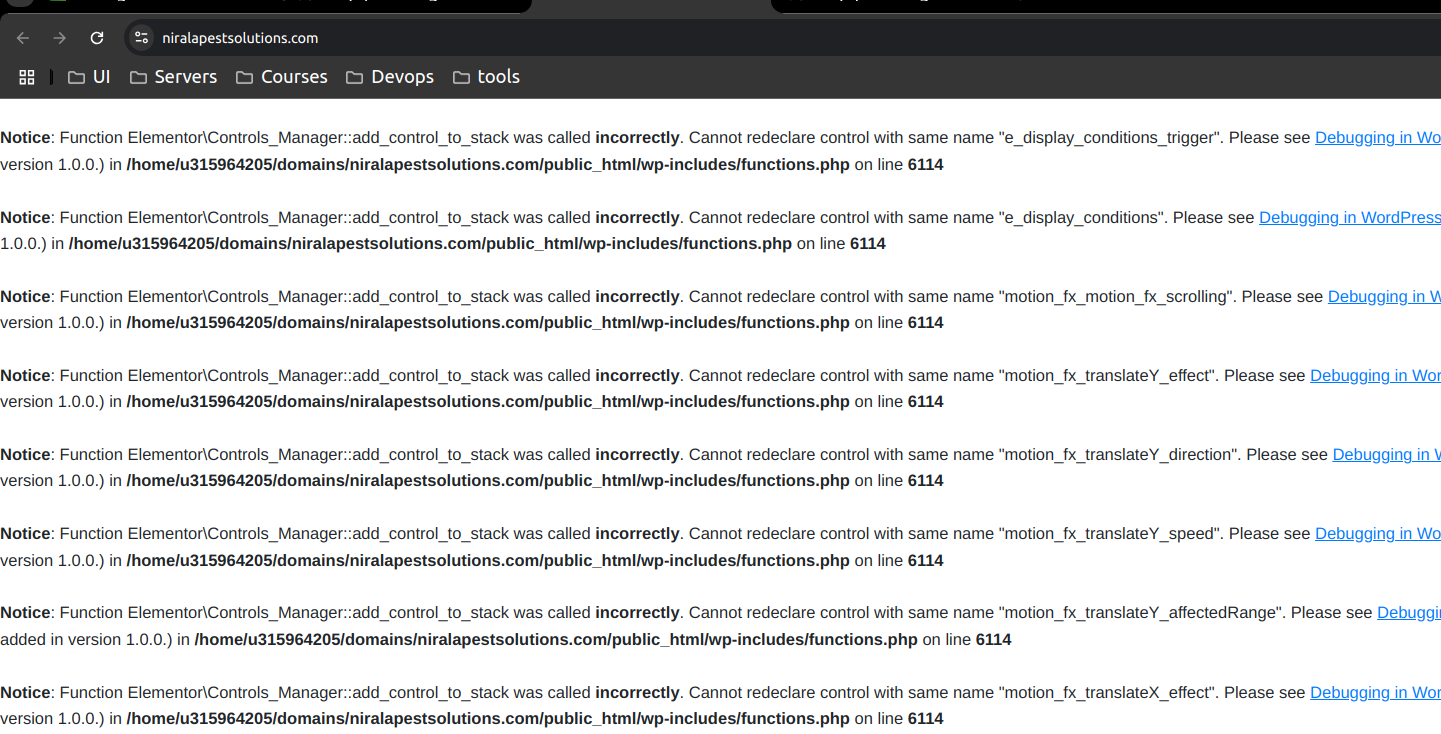 niralapestsolutions.com
UI Servers Courses Devops tools
Notice: Function Elementor\Controls_Manager::add_control_to_stack was called incorrectly. Cannot redeclare control with same name "e_display_conditions_trigger". Please see Debugging in Wo
version 1.0.0.) in /home/u315964205/domains/niralapestsolutions.com/public_html/wp-includes/functions.php on line 6114
Notice: Function Elementor\Controls_Manager::add_control_to_stack was called incorrectly. Cannot redeclare control with same name "e_display_conditions". Please see Debugging in WordPress
1.0.0.) in /home/u315964205/domains/niralapestsolutions.com/public_html/wp-includes/functions.php on line 6114
Notice: Function Elementor\Controls_Manager::add_control_to_stack was called incorrectly. Cannot redeclare control with same name "motion_fx_motion_fx_scrolling". Please see Debugging in W
version 1.0.0.) in /home/u315964205/domains/niralapestsolutions.com/public_html/wp-includes/functions.php on line 6114
Notice: Function Elementor\Controls_Manager::add_control_to_stack was called incorrectly. Cannot redeclare control with same name "motion_fx_translateY_effect". Please see Debugging in Wor
version 1.0.0.) in /home/u315964205/domains/niralapestsolutions.com/public_html/wp-includes/functions.php on line 6114
Notice: Function Elementor\Controls_Manager::add_control_to_stack was called incorrectly. Cannot redeclare control with same name "motion_fx_translateY_direction". Please see Debugging in W
version 1.0.0.) in /home/u315964205/domains/niralapestsolutions.com/public_html/wp-includes/functions.php on line 6114
Notice: Function Elementor\Controls_Manager::add_control_to_stack was called incorrectly. Cannot redeclare control with same name "motion_fx_translateY_speed". Please see Debugging in Wo
version 1.0.0.) in /home/u315964205/domains/niralapestsolutions.com/public_html/wp-includes/functions.php on line 6114
Notice: Function Elementor\Controls_Manager::add_control_to_stack was called incorrectly. Cannot redeclare control with same name "motion_fx_translateY_affectedRange". Please see Debuggi
added in version 1.0.0.) in /home/u315964205/domains/niralapestsolutions.com/public_html/wp-includes/functions.php on line 6114
Notice: Function Elementor\Controls_Manager::add_control_to_stack was called incorrectly. Cannot redeclare control with same name "motion_fx_translateX_effect". Please see Debugging in Wor
version 1.0.0.) in /home/u315964205/domains/niralapestsolutions.com/public_html/wp-includes/functions.php on line 6114